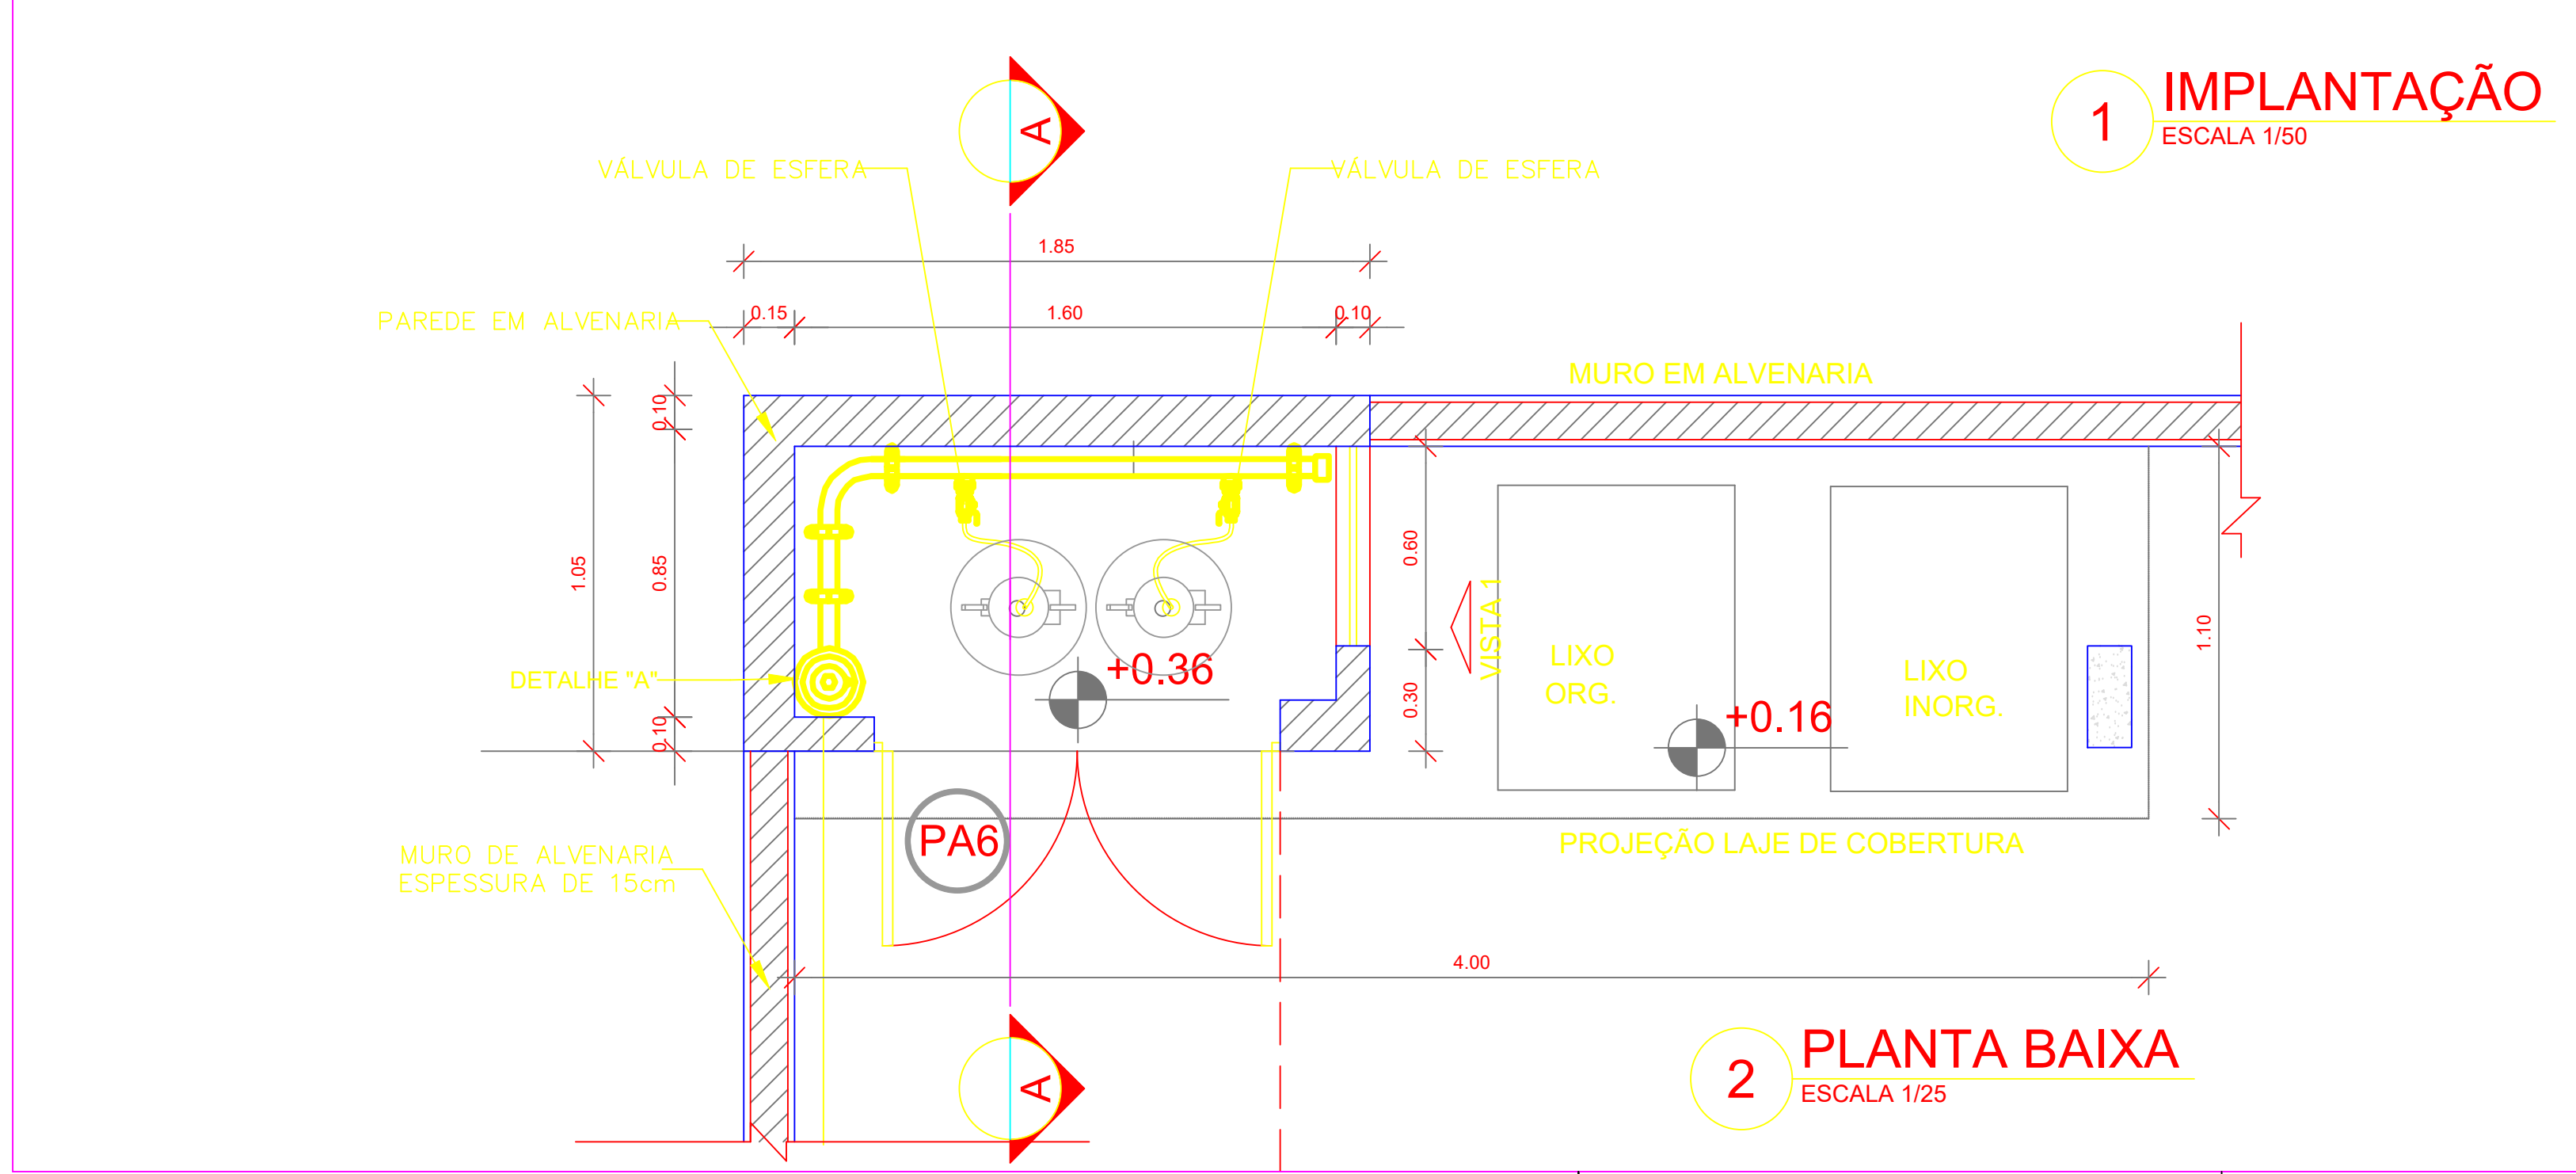 1
IMPLANTAÇÃO
ESCALA 1/50
A
VÁLVULA DE ESFERA
VÁLVULA DE ESFERA
1.85
0.15
1.60
0.10
PAREDE EM ALVENARIA
MURO EM ALVENARIA
0.10
1.05
0.85
0.10
0.60
0.30
1.10
VISTA 1
DETALHE "A"
+0.36
LIXO
ORG.
LIXO
INORG.
+0.16
PA6
PROJEÇÃO LAJE DE COBERTURA
MURO DE ALVENARIA
ESPESSURA DE 15cm
4.00
A
2
PLANTA BAIXA
ESCALA 1/25